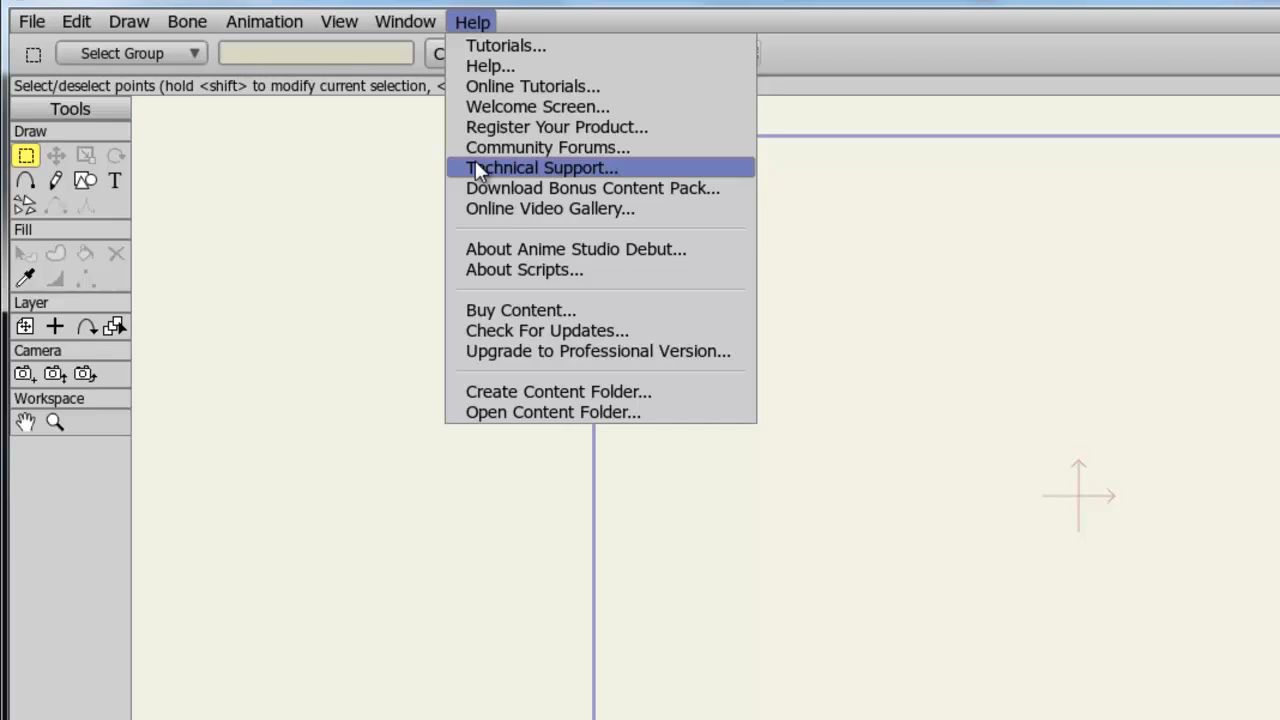 File Edit Draw Bone Animation View Window Help
Select Group
Select/deselect points (hold <shift> to modify current selection, <
Tools
Draw
T
Fill
Layer
Camera
Workspace
Tutorials...
Help...
Online Tutorials...
Welcome Screen...
Register Your Product...
Community Forums...
Technical Support...
Download Bonus Content Pack...
Online Video Gallery...
About Anime Studio Debut...
About Scripts...
Buy Content...
Check For Updates...
Upgrade to Professional Version...
Create Content Folder...
Open Content Folder...